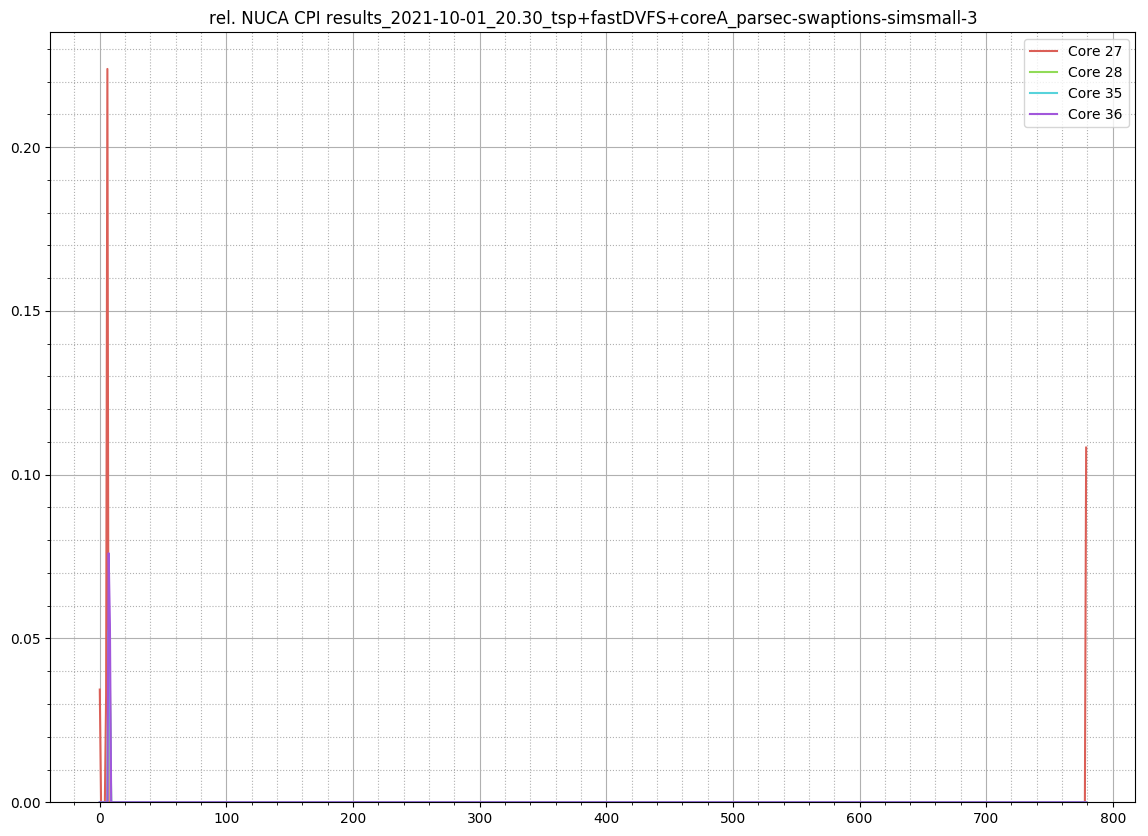 rel. NUCA CPI results_2021-10-01_20.30_tsp+fastDVFS+coreA_parsec-swaptions-simsmall-3
Core 27
Core 28
Core 35
Core 36
0.20
0.15
0.10
0.05
0.00
0 100 200 300 400 500 600 700 800